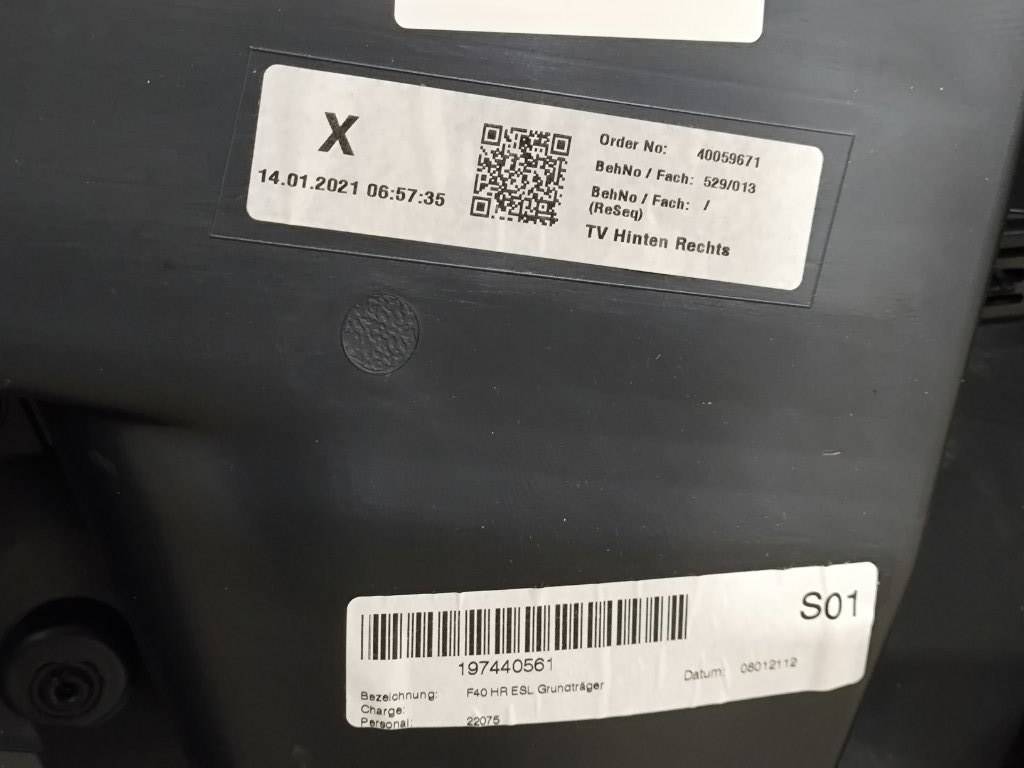 X
14.01.2021 06:57:35
Order No: 40059671
BehNo / Fach: 529/013
BehNo / Fach: /
(ReSeq)
TV Hinten Rechts
S01
197440561
Datum: 08012112
Bezeichnung: F40 HR ESL Grundträger
Charge:
Personal: 22075